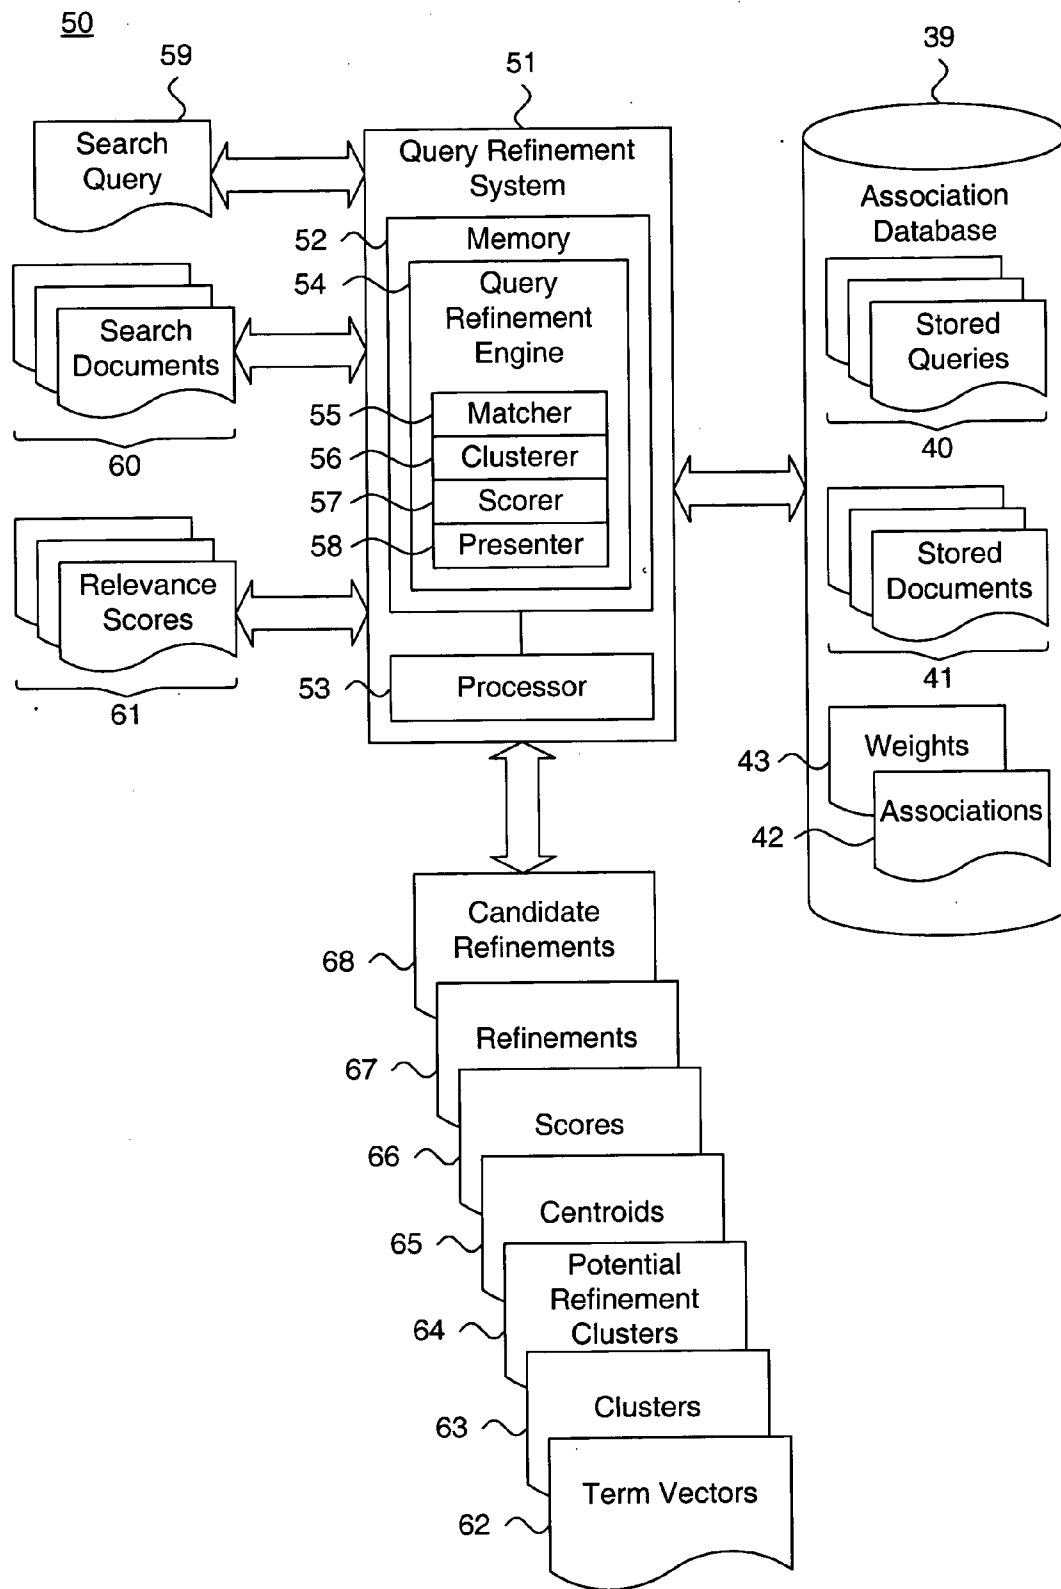 50
59
51
39
Search
Query
Query Refinement
System
Association
Database
52
Memory
54
Query
Refinement
Engine
Search
Documents
60
Stored
Queries
40
55
Matcher
56
Clusterer
57
Scorer
58
Presenter
Relevance
Scores
61
Stored
Documents
41
53
Processor
43
Weights
42
Associations
Candidate
Refinements
68
Refinements
67
Scores
66
Centroids
65
Potential
Refinement
Clusters
64
Clusters
63
Term Vectors
62